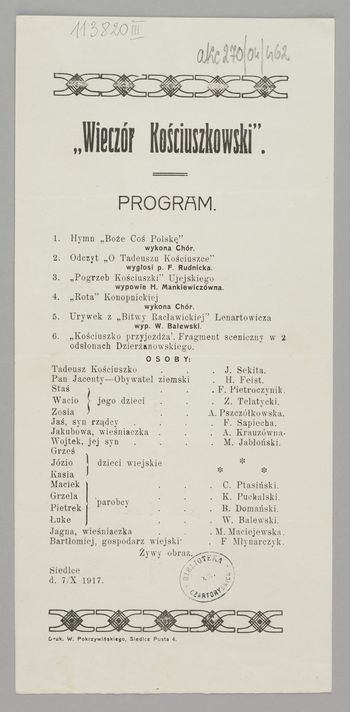 113820 III
akc 270/04/462
„Wieczór Kościuszkowski”.
PROGRAM.
1. Hymn „Boże Coś Polskę”
wykona Chór.
2. Odczyt „O Tadeuszu Kościuszce”
wygłosi p. F. Rudnicka.
3. „Pogrzeb Kościuszki” Ujejskiego
wypowie H. Mankiewiczówna.
4. „Rota” Konopnickiej
wykona Chór.
5. Urywek z „Bitwy Racławickiej” Lenartowicza
wyp. W. Balewski.
6. „Kościuszko przyjeżdża’. Fragment sceniczny w 2
odsłonach Dzierżanowskiego.
OSOBY:
Tadeusz Kościuszko . . . J. Sekita.
Pan Jacenty—Obywatel ziemski . H. Feist.
Staś . . . F. Pietroczynik.
Wacio } jego dzieci . . Z. Telatycki.
Zosia . . . A. Pszczółkowska.
Jaś, syn rządcy . . . F. Sapiecha.
Jakubowa, wieśniaczka . . . A. Krauzówna.
Wojtek, jej syn . . . M. Jabłoński.
Grześ
Józio } dzieci wiejskie *
Kasia * *
Maciek . . . C. Ptasiński.
Grzela . . . K. Puchalski.
Pietrek } parobcy . . . B. Domański.
Łuke . . . W. Balewski.
Jagna, wieśniaczka . . . M. Maciejewska.
Bartłomiej, gospodarz wiejski . F Młynarczyk.
Żywy obraz.
BIBLIOTEKA
CZARTORYSKICH
Siedlce
d. 7/X 1917.
Druk. W. Pokrzywińskiego, Siedlce Posta 4.